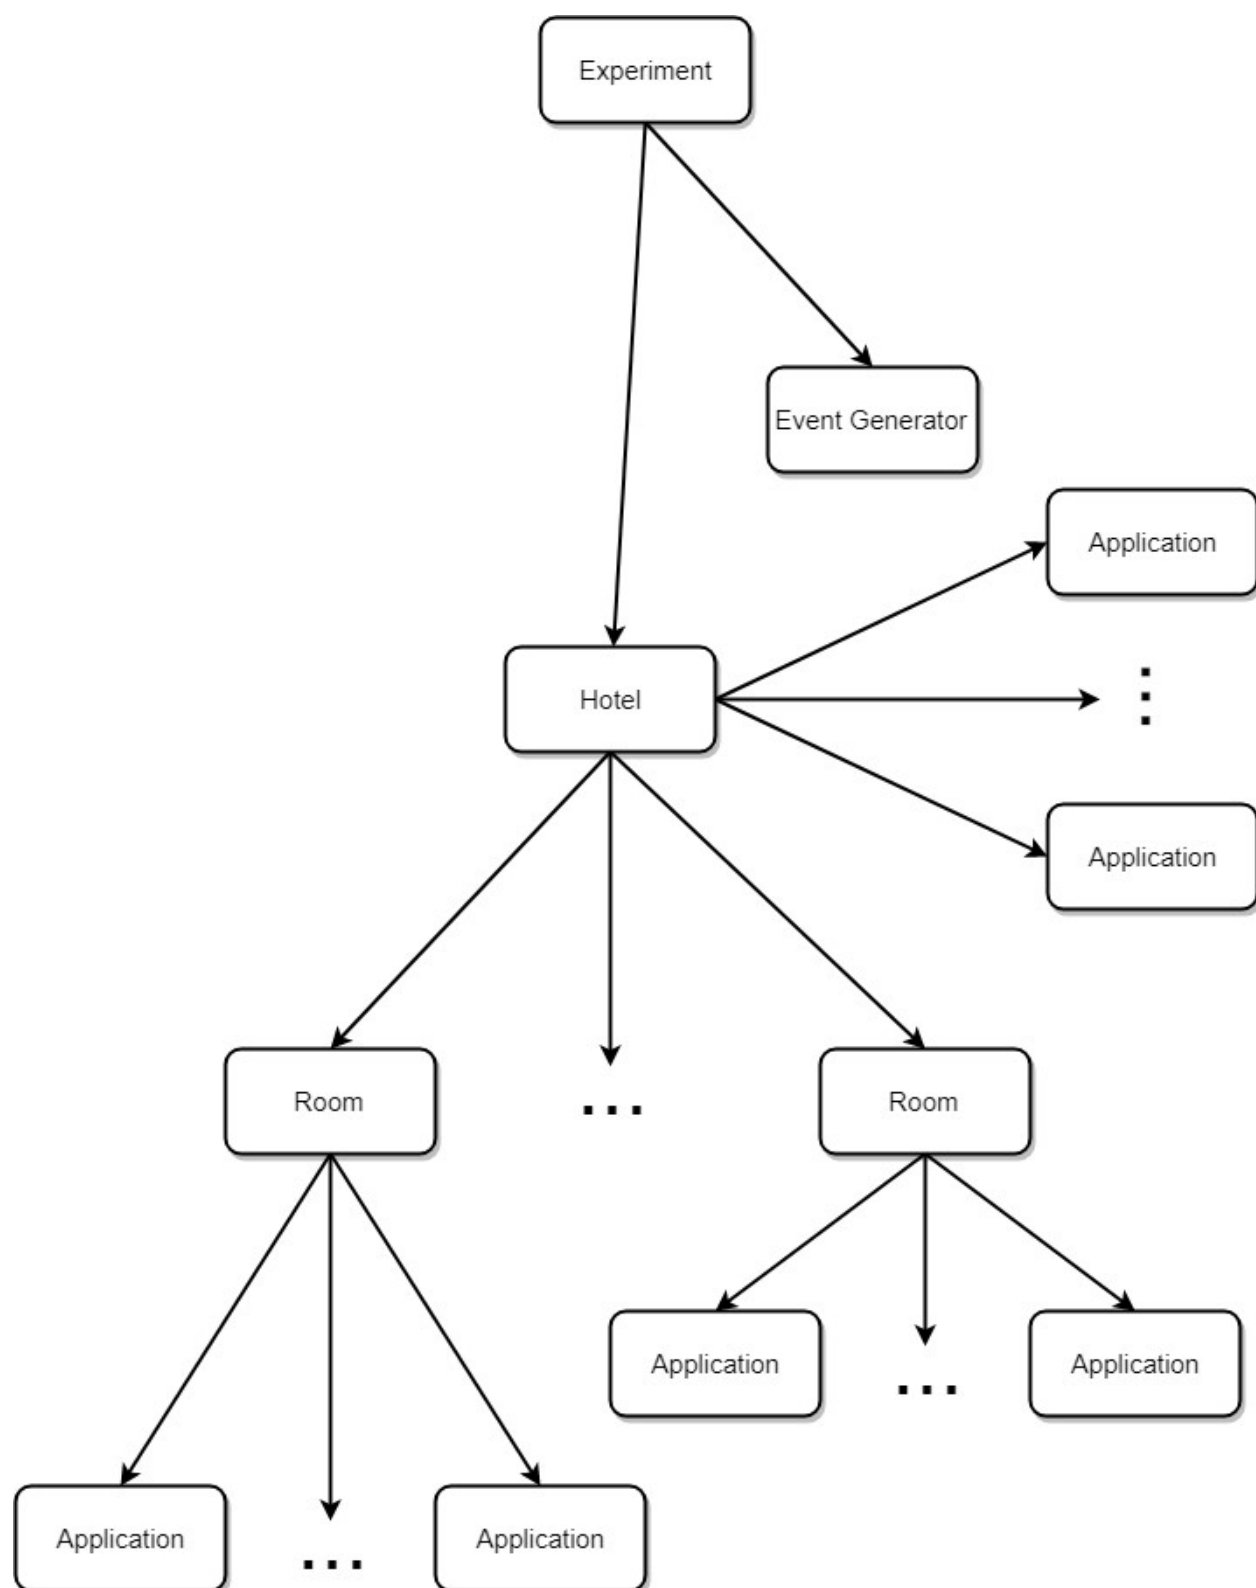 Experiment
Event Generator
Application
Hotel
Application
Room
...
Room
Application
...
Application
Application
...
Application